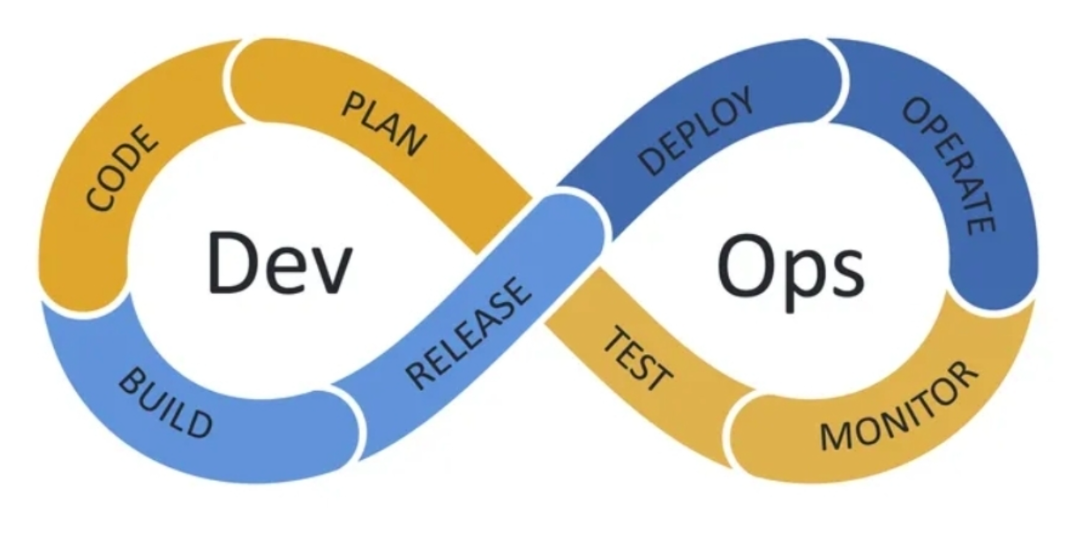 PLAN
CODE
BUILD
RELEASE
DEPLOY
OPERATE
MONITOR
TEST
Dev
Ops